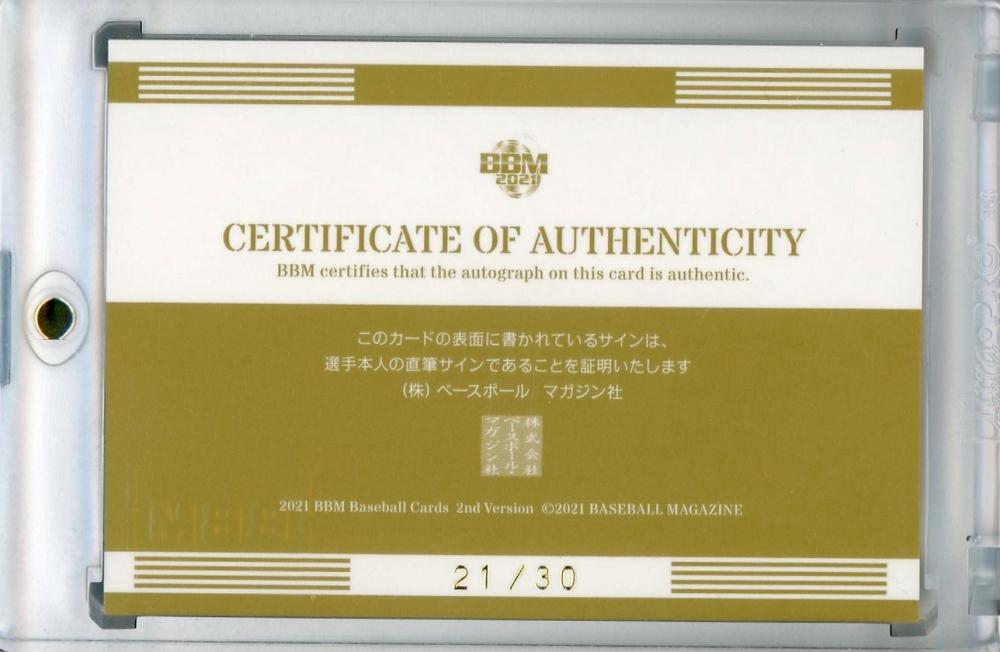 BBM
2021
CERTIFICATE OF AUTHENTICITY
BBM certifies that the autograph on this card is authentic.
このカードの表面に書かれているサインは、
選手本人の直筆サインであることを証明いたします
(株) ベースボール マガジン社
株式会社
ベースボール・
マガジン社
2021 BBM Baseball Cards 2nd Version ©2021 BASEBALL MAGAZINE
21/30